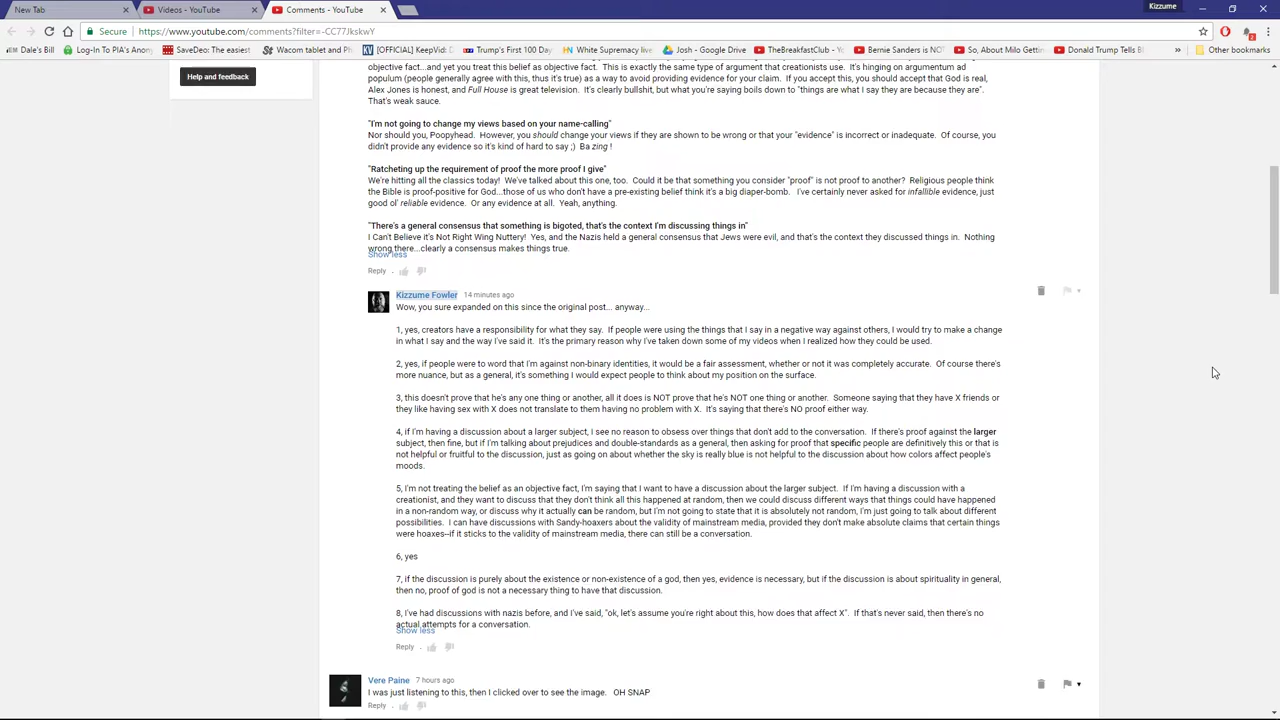 New Tab
Videos - YouTube
Comments - YouTube
Kizzume
Secure
https://www.youtube.com/comments?filter=-CC77JkskwY
Dale's Bill
Log-In To PIA's Anony
SaveDeo: The easiest
Wacom tablet and Ph
[OFFICIAL] KeepVid: D
Trump's First 100 Day
White Supremacy live
Josh - Google Drive
TheBreakfastClub - Yo
Bernie Sanders is NOT
So, About Milo Getting
Donald Trump Tells Bl
»
Other bookmarks
Help and feedback
objective fact...and yet you treat this belief as objective fact. This is exactly the same type of argument that creationists use. It's hinging on argumentum ad
populum (people generally agree with this, thus it's true) as a way to avoid providing evidence for your claim. If you accept this, you should accept that God is real,
Alex Jones is honest, and Full House is great television. It's clearly bullshit, but what you're saying boils down to "things are what I say they are because they are".
That's weak sauce.
"I'm not going to change my views based on your name-calling"
Nor should you, Poopyhead. However, you should change your views if they are shown to be wrong or that your "evidence" is incorrect or inadequate. Of course, you
didn't provide any evidence so it's kind of hard to say ;) Ba zing !
"Ratcheting up the requirement of proof the more proof I give"
We're hitting all the classics today! We've talked about this one, too. Could it be that something you consider "proof" is not proof to another? Religious people think
the Bible is proof-positive for God...those of us who don't have a pre-existing belief think it's a big diaper-bomb. I've certainly never asked for infallible evidence, just
good ol' reliable evidence. Or any evidence at all. Yeah, anything.
"There's a general consensus that something is bigoted, that's the context I'm discussing things in"
I Can't Believe it's Not Right Wing Nuttery! Yes, and the Nazis held a general consensus that Jews were evil, and that's the context they discussed things in. Nothing
wrong there...clearly a consensus makes things true.
Show less
Reply
Kizzume Fowler 14 minutes ago
Wow, you sure expanded on this since the original post... anyway...
1, yes, creators have a responsibility for what they say. If people were using the things that I say in a negative way against others, I would try to make a change
in what I say and the way I've said it. It's the primary reason why I've taken down some of my videos when I realized how they could be used.
2, yes, if people were to word that I'm against non-binary identities, it would be a fair assessment, whether or not it was completely accurate. Of course there's
more nuance, but as a general, it's something I would expect people to think about my position on the surface.
3, this doesn't prove that he's any one thing or another, all it does is NOT prove that he's NOT one thing or another. Someone saying that they have X friends or
they like having sex with X does not translate to them having no problem with X. It's saying that there's NO proof either way.
4, if I'm having a discussion about a larger subject, I see no reason to obsess over things that don't add to the conversation. If there's proof against the larger
subject, then fine, but if I'm talking about prejudices and double-standards as a general, then asking for proof that specific people are definitively this or that is
not helpful or fruitful to the discussion, just as going on about whether the sky is really blue is not helpful to the discussion about how colors affect people's
moods.
5, I'm not treating the belief as an objective fact, I'm saying that I want to have a discussion about the larger subject. If I'm having a discussion with a
creationist, and they want to discuss that they don't think all this happened at random, then we could discuss different ways that things could have happened
in a non-random way, or discuss why it actually can be random, but I'm not going to state that it is absolutely not random, I'm just going to talk about different
possibilities. I can have discussions with Sandy-hoaxers about the validity of mainstream media, provided they don't make absolute claims that certain things
were hoaxes--if it sticks to the validity of mainstream media, there can still be a conversation.
6, yes
7, if the discussion is purely about the existence or non-existence of a god, then yes, evidence is necessary, but if the discussion is about spirituality in general,
then no, proof of god is not a necessary thing to have that discussion.
8, I've had discussions with nazis before, and I've said, "ok, let's assume you're right about this, how does that affect X". If that's never said, then there's no
actual attempts for a conversation.
Show less
Reply
Vere Paine 7 hours ago
I was just listening to this, then I clicked over to see the image. OH SNAP
Reply